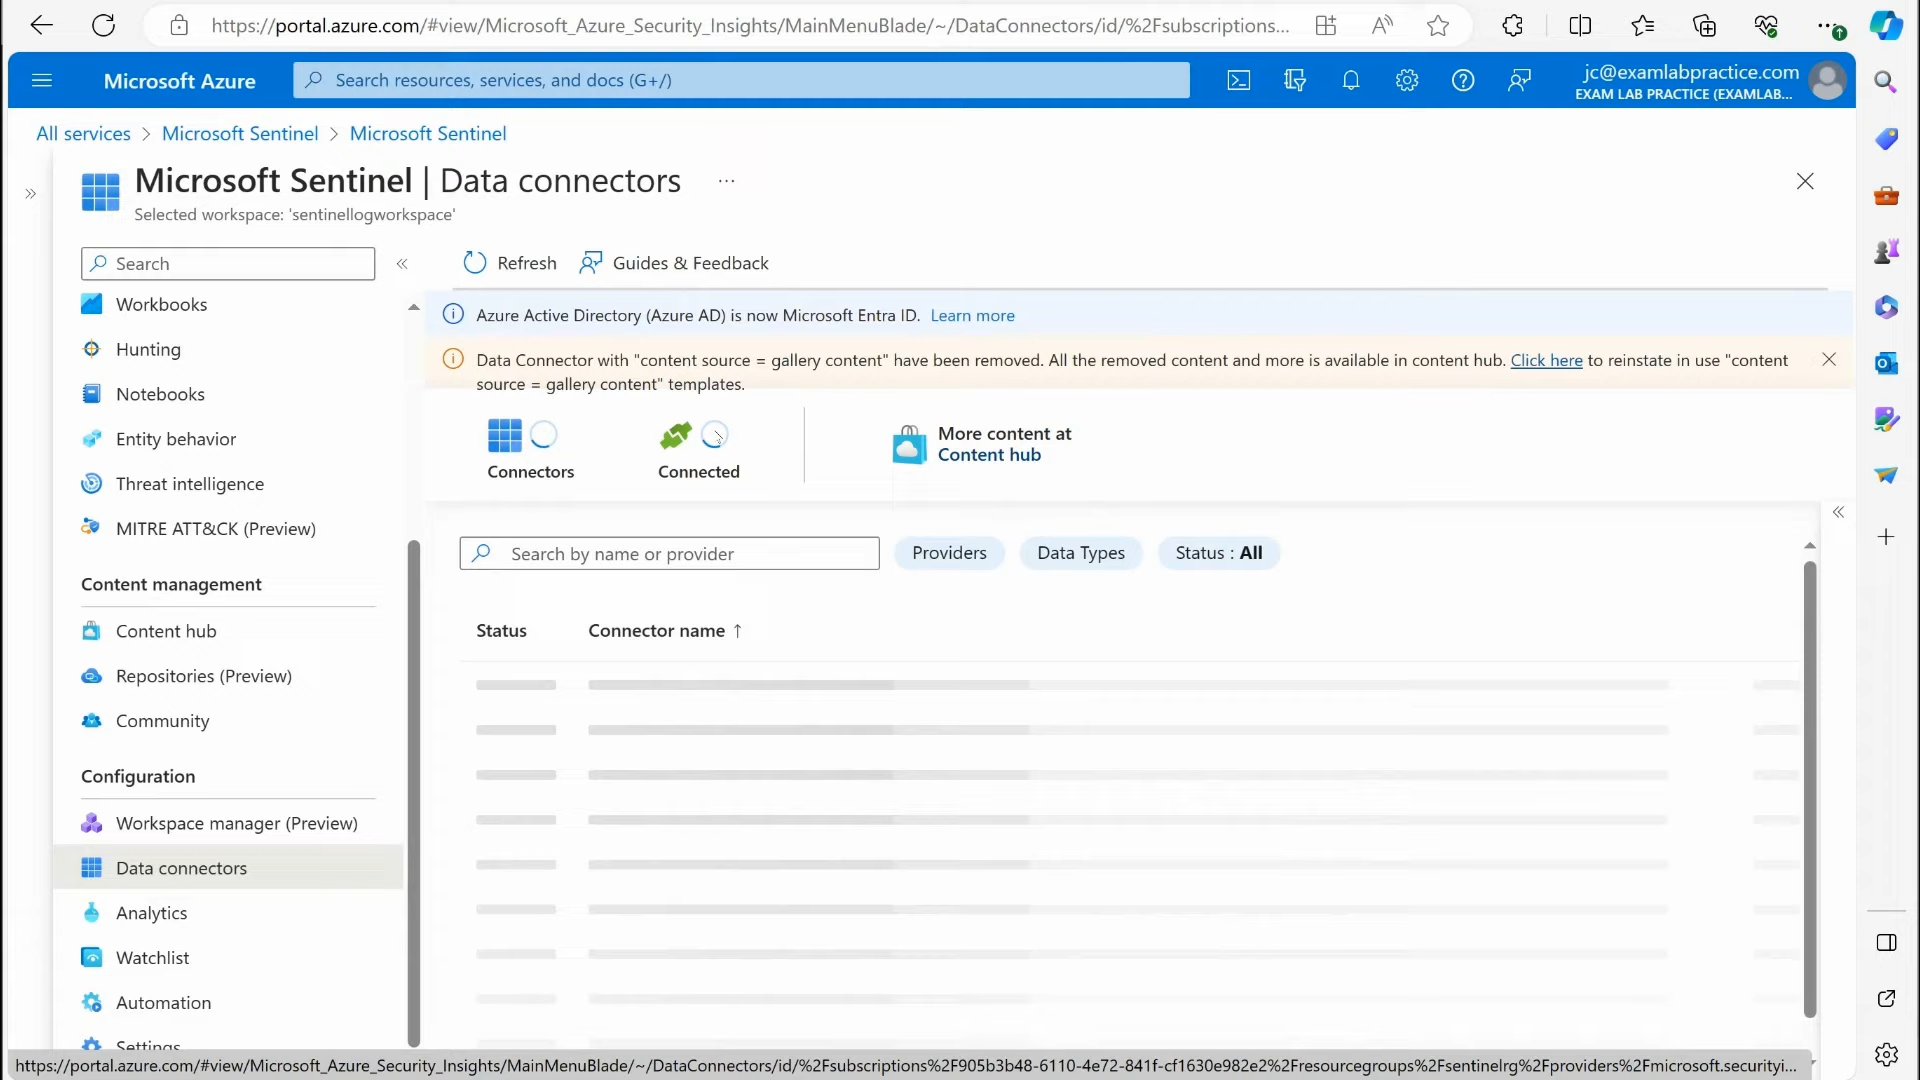 https://portal.azure.com/#view/Microsoft_Azure_Security_Insights/MainMenuBlade/~/DataConnectors/id/%2Fsubscriptions...
Microsoft Azure
Search resources, services, and docs (G+/)
jc@examlabpractice.com
EXAM LAB PRACTICE (EXAMLAB...
All services > Microsoft Sentinel > Microsoft Sentinel
Microsoft Sentinel | Data connectors
Selected workspace: 'sentinellogworkspace'
Search
Refresh
Guides & Feedback
Workbooks
Hunting
Notebooks
Entity behavior
Threat intelligence
MITRE ATT&CK (Preview)
Content management
Content hub
Repositories (Preview)
Community
Configuration
Workspace manager (Preview)
Data connectors
Analytics
Watchlist
Automation
Settings
Azure Active Directory (Azure AD) is now Microsoft Entra ID. Learn more
Data Connector with "content source = gallery content" have been removed. All the removed content and more is available in content hub. Click here to reinstate in use "content
source = gallery content" templates.
Connectors
Connected
More content at
Content hub
Search by name or provider
Providers
Data Types
Status : All
Status
Connector name ↑
https://portal.azure.com/#view/Microsoft_Azure_Security_Insights/MainMenuBlade/~/DataConnectors/id/%2Fsubscriptions%2F905b3b48-6110-4e72-841f-cf1630e982e2%2Fresourcegroups%2Fsentinelrg%2Fproviders%2Fmicrosoft.securityi...